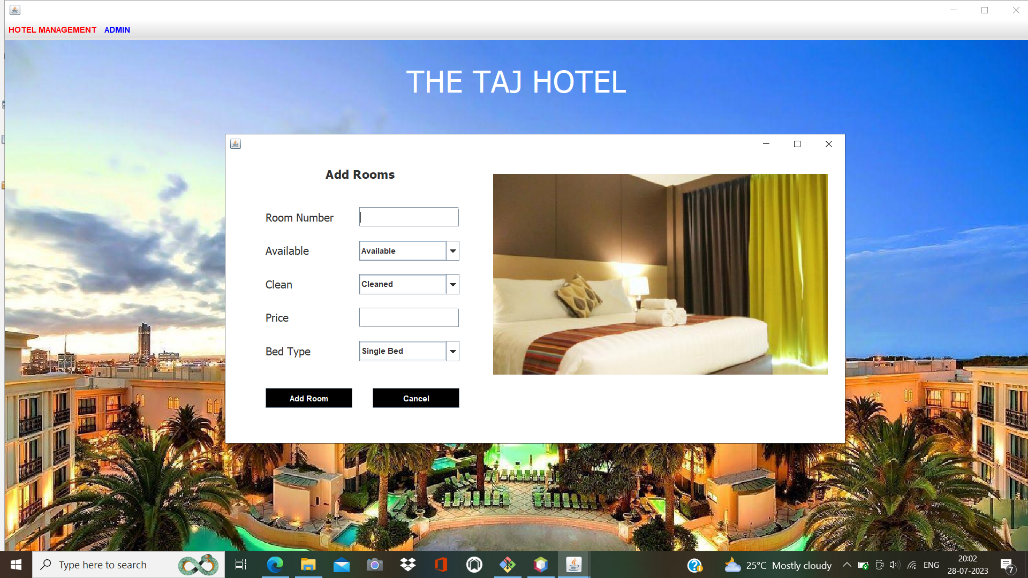 HOTEL MANAGEMENT ADMIN
THE TAJ HOTEL
Add Rooms
Room Number
Available Available
Clean Cleaned
Price
Bed Type Single Bed
Add Room Cancel
Type here to search
25°C Mostly cloudy
ENG
20:02
28-07-2023
7